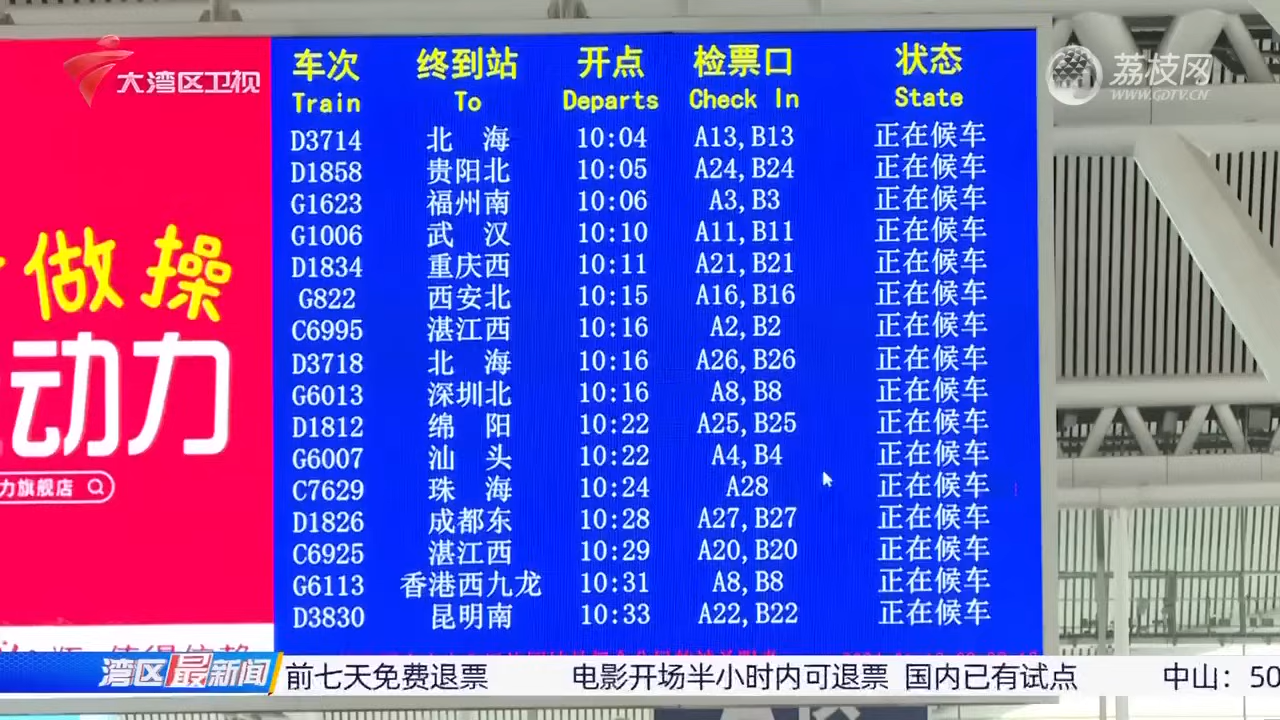 大湾区卫视
荔枝网
WWW.GDTV.CN
做操
动力
力旗舰店
车次 终到站 开点 检票口 状态
Train To Departs Check In State
D3714 北 海 10:04 A13,B13 正在候车
D1858 贵阳北 10:05 A24,B24 正在候车
G1623 福州南 10:06 A3,B3 正在候车
G1006 武 汉 10:10 A11,B11 正在候车
D1834 重庆西 10:11 A21,B21 正在候车
G822 西安北 10:15 A16,B16 正在候车
C6995 湛江西 10:16 A2,B2 正在候车
D3718 北 海 10:16 A26,B26 正在候车
G6013 深圳北 10:16 A8,B8 正在候车
D1812 绵 阳 10:22 A25,B25 正在候车
G6007 汕 头 10:22 A4,B4 正在候车
C7629 珠 海 10:24 A28 正在候车
D1826 成都东 10:28 A27,B27 正在候车
C6925 湛江西 10:29 A20,B20 正在候车
G6113 香港西九龙 10:31 A8,B8 正在候车
D3830 昆明南 10:33 A22,B22 正在候车
湾区最新闻
前七天免费退票 电影开场半小时内可退票 国内已有试点 中山：50